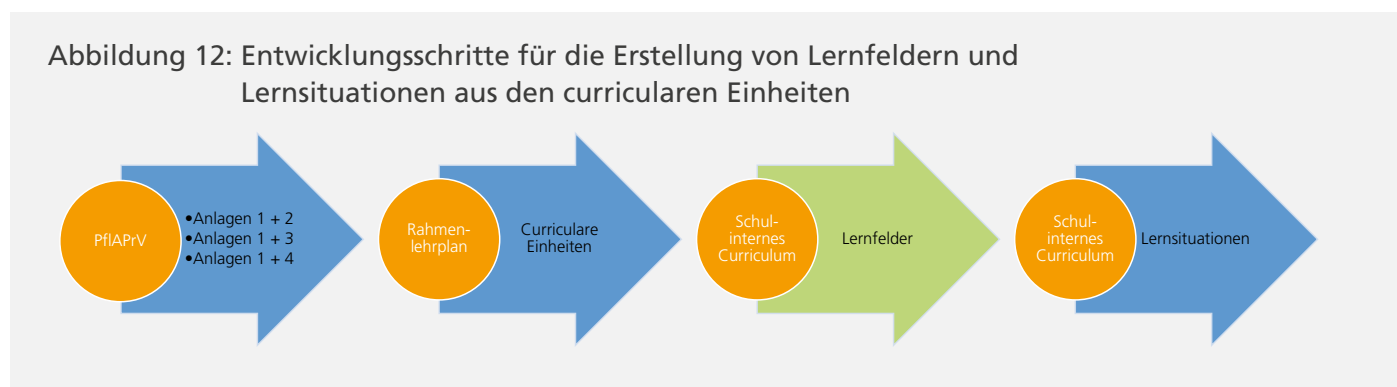 Abbildung 12: Entwicklungsschritte für die Erstellung von Lernfeldern und
Lernsituationen aus den curricularen Einheiten
PflAPrV
•Anlagen 1 + 2
•Anlagen 1 + 3
•Anlagen 1 + 4
Rahmen-
lehrplan
Curriculare
Einheiten
Schul-
internes
Curriculum
Lernfelder
Schul-
internes
Curriculum
Lernsituationen